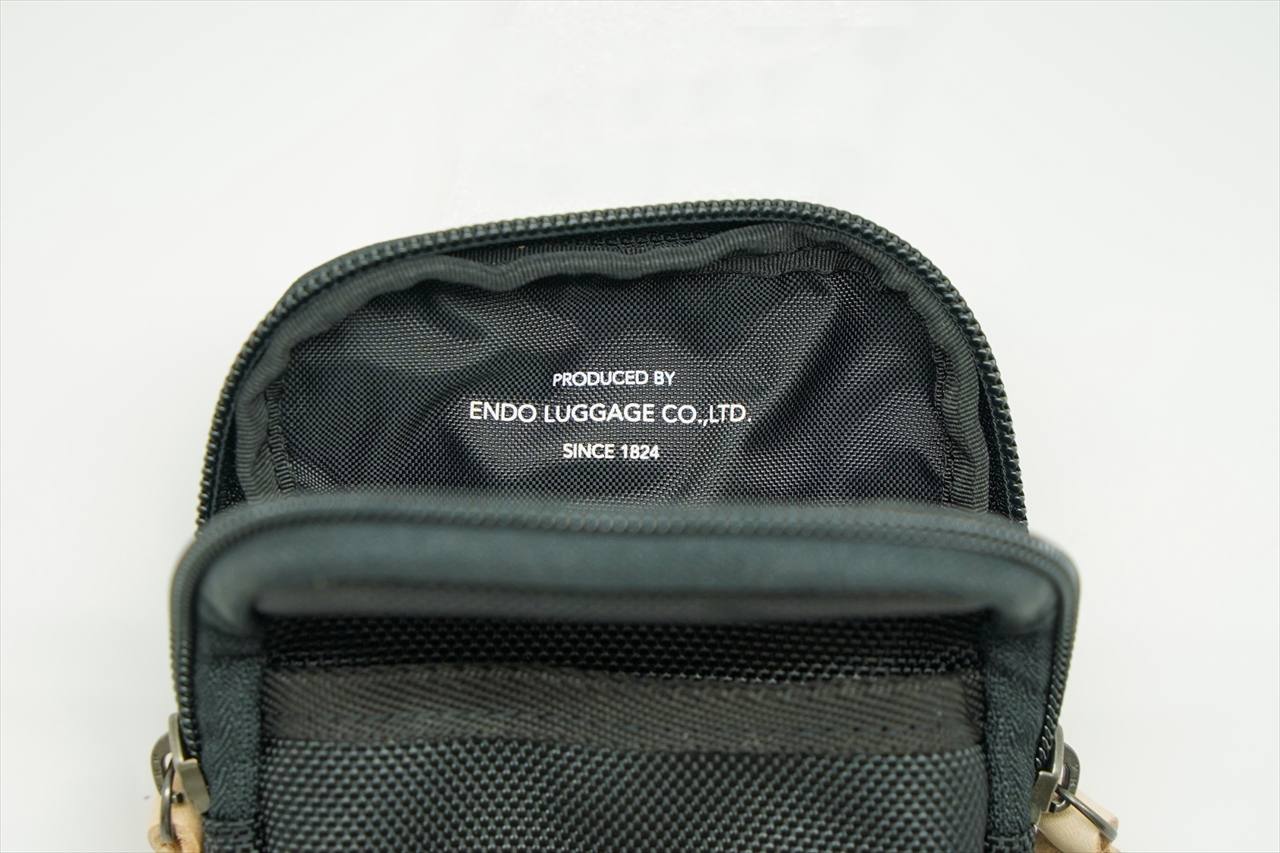 PRODUCED BY
ENDO LUGGAGE CO.,LTD.
SINCE 1824